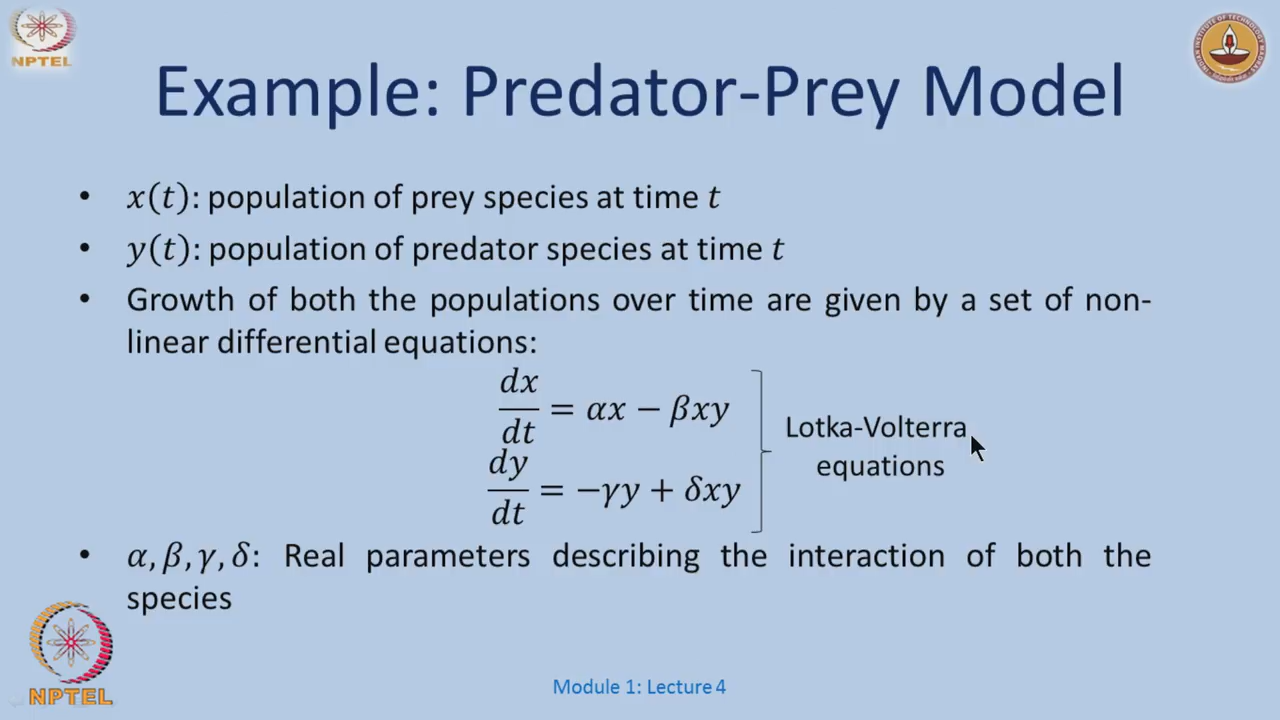 NPTEL
Example: Predator-Prey Model
• x(t): population of prey species at time t
• y(t): population of predator species at time t
• Growth of both the populations over time are given by a set of non-
linear differential equations:
dx/dt = αx − βxy
dy/dt = −γy + δxy
Lotka-Volterra
equations
• α, β, γ, δ: Real parameters describing the interaction of both the
species
NPTEL
Module 1: Lecture 4